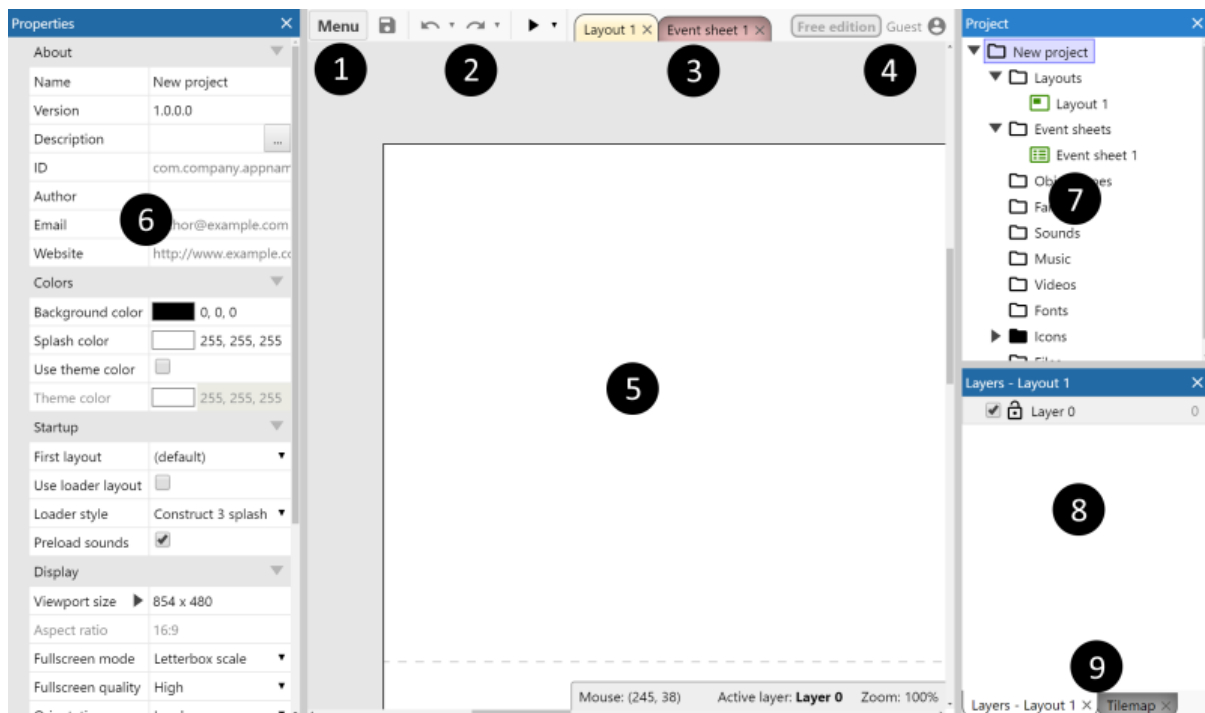 Properties
About
Name New project
Version 1.0.0.0
Description ...
ID com.company.appnam
Author
Email hor@example.com
Website http://www.example.co
Colors
Background color 0, 0, 0
Splash color 255, 255, 255
Use theme color
Theme color 255, 255, 255
Startup
First layout (default)
Use loader layout
Loader style Construct 3 splash
Preload sounds
Display
Viewport size 854 x 480
Aspect ratio 16:9
Fullscreen mode Letterbox scale
Fullscreen quality High
6
Menu Layout 1 Event sheet 1 Free edition Guest
1 2 3 4
5
Mouse: (245, 38) Active layer: Layer 0 Zoom: 100%
Project
New project
Layouts
Layout 1
Event sheets
Event sheet 1
7
Sounds
Music
Videos
Fonts
Icons
Layers - Layout 1
Layer 0 0
8
9
Layers - Layout 1 Tilemap